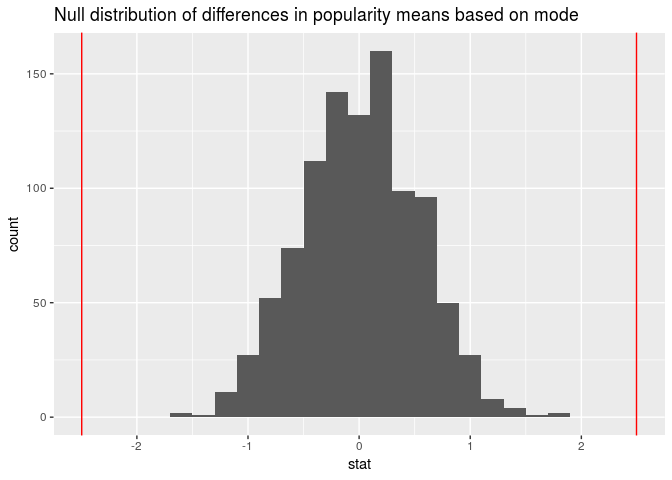 Null distribution of differences in popularity means based on mode
150
100
50
0
count
-2 -1 0 1 2
stat